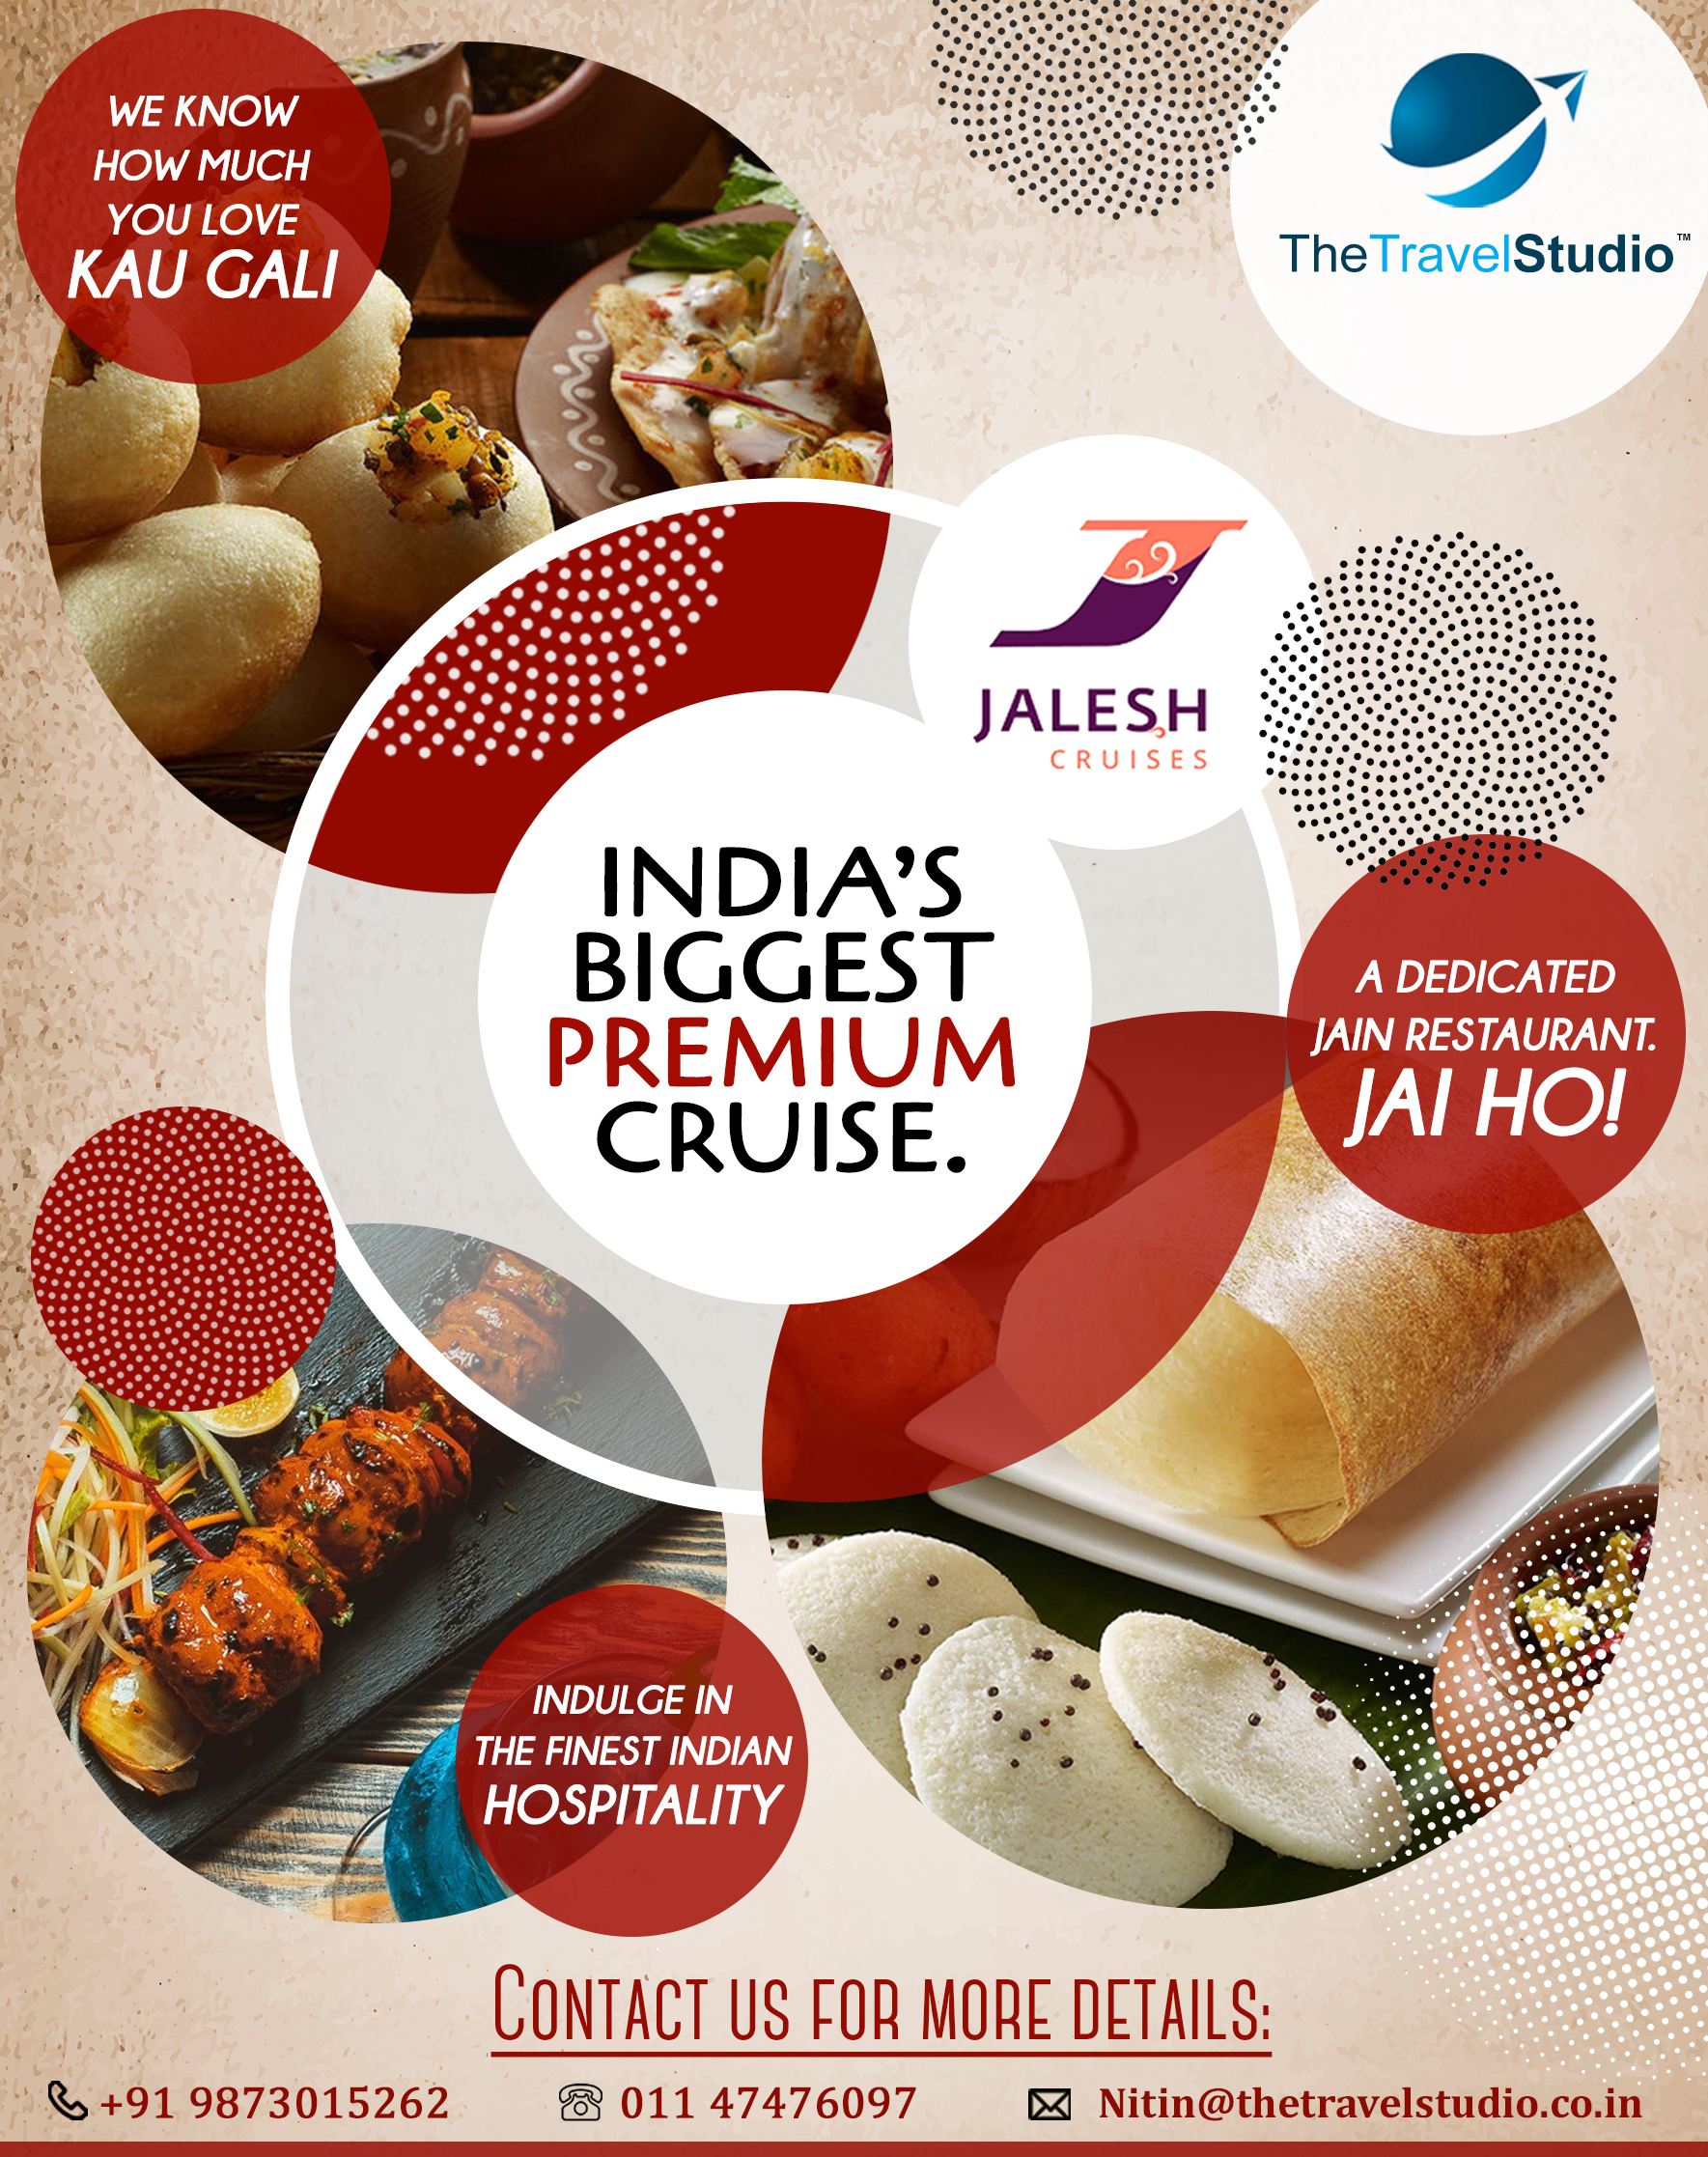 WE KNOW
HOW MUCH
YOU LOVE
KAU GALI
TheTravelStudio™
JALESH
CRUISES
INDIA'S
BIGGEST
PREMIUM
CRUISE.
A DEDICATED
JAIN RESTAURANT.
JAI HO!
INDULGE IN
THE FINEST INDIAN
HOSPITALITY
CONTACT US FOR MORE DETAILS:
+91 9873015262
011 47476097
Nitin@thetravelstudio.co.in